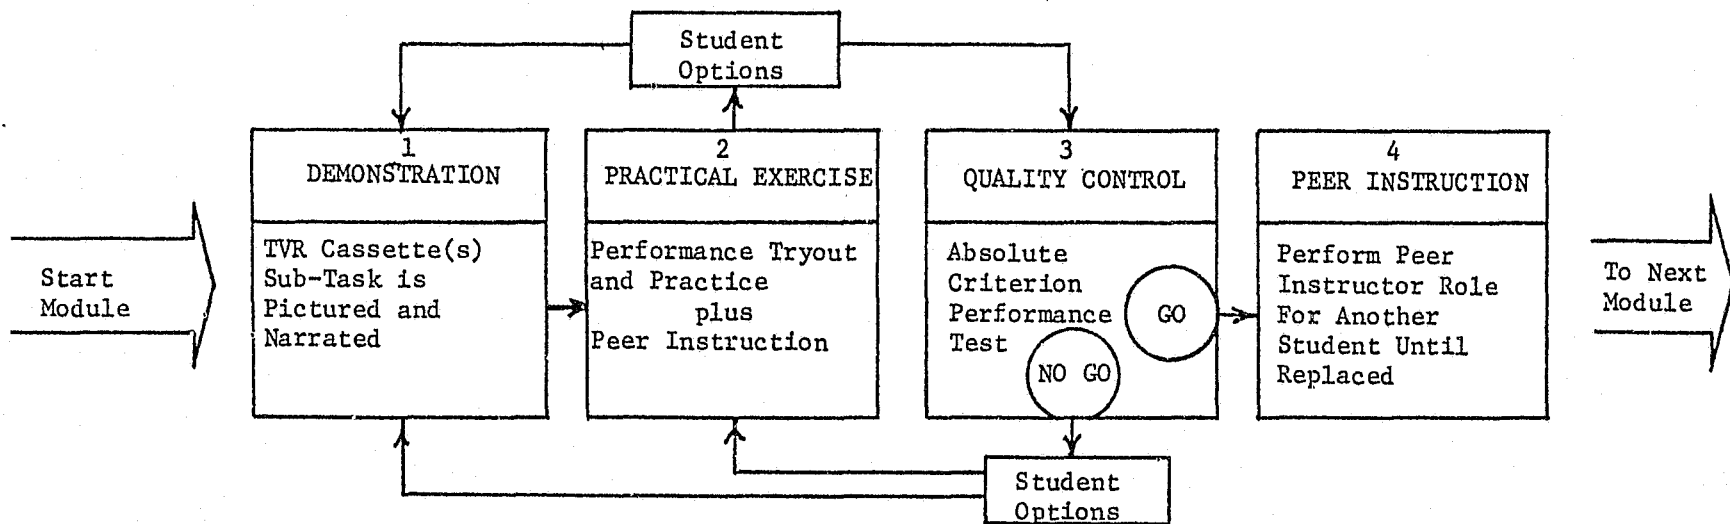 Student
Options
Start
Module
1
DEMONSTRATION
TVR Cassette(s)
Sub-Task is
Pictured and
Narrated
2
PRACTICAL EXERCISE
Performance Tryout
and Practice
plus
Peer Instruction
3
QUALITY CONTROL
Absolute
Criterion
Performance
Test
GO
NO GO
4
PEER INSTRUCTION
Perform Peer
Instructor Role
For Another
Student Until
Replaced
To Next
Module
Student
Options